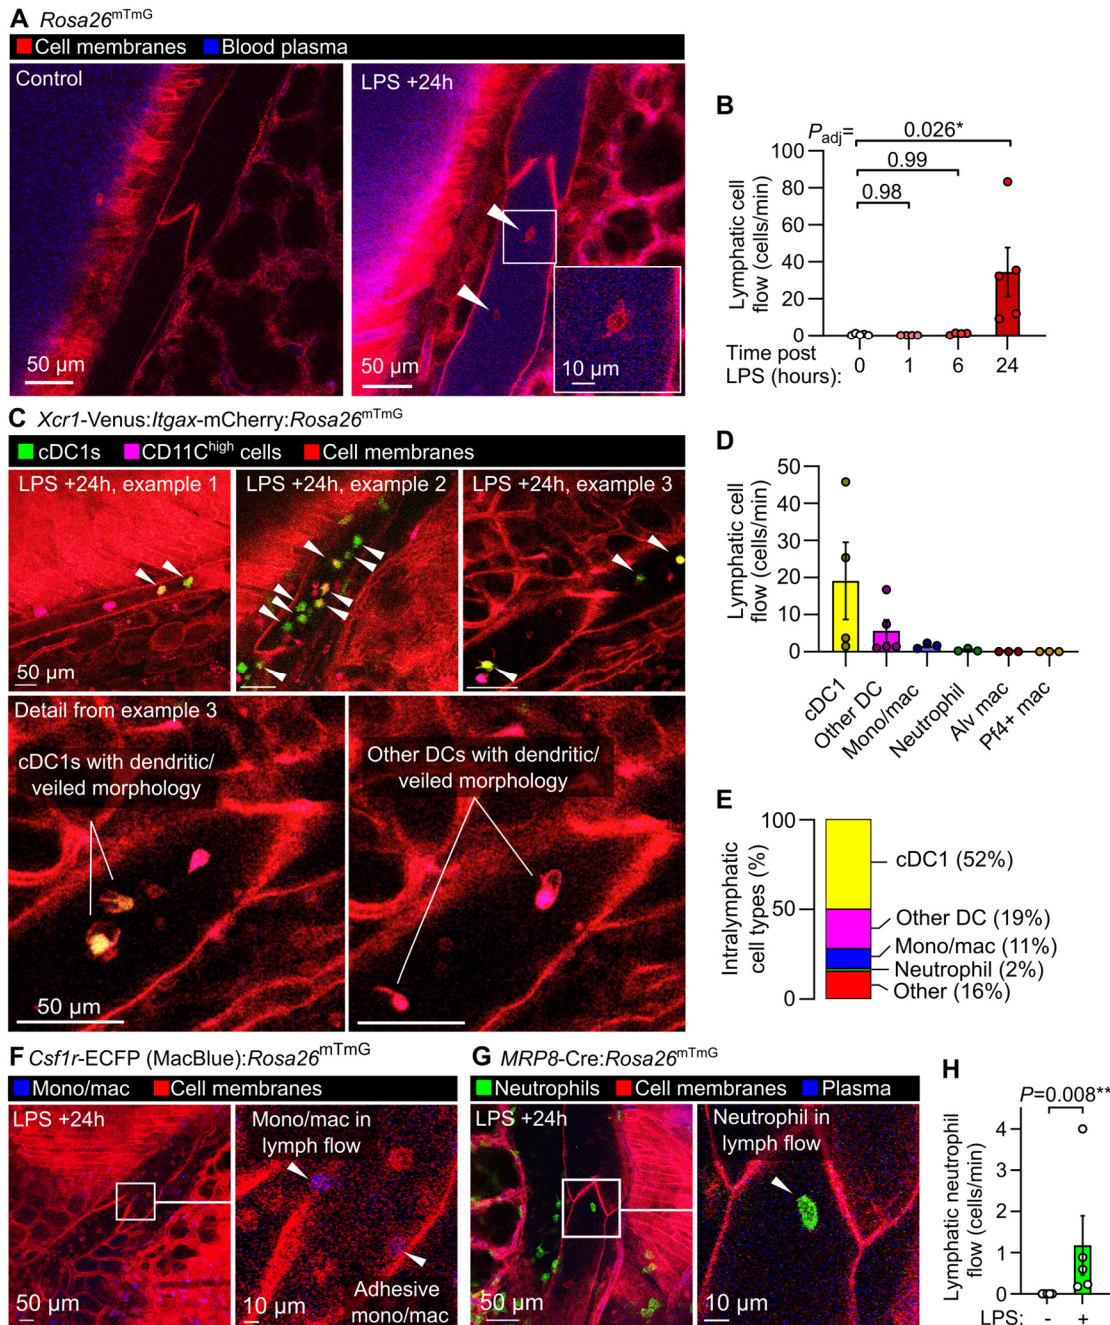 A Rosa26mTmG
Cell membranes Blood plasma
Control
LPS +24h
50 µm
50 µm
10 µm
B
Padj=
0.026*
0.99
0.98
Lymphatic cell
flow (cells/min)
100
80
60
40
20
0
Time post
LPS (hours):
0 1 6 24
C Xcr1-Venus:Itgax-mCherry:Rosa26mTmG
cDC1s CD11Chigh cells Cell membranes
LPS +24h, example 1
LPS +24h, example 2
LPS +24h, example 3
50 µm
Detail from example 3
cDC1s with dendritic/
veiled morphology
Other DCs with dendritic/
veiled morphology
50 µm
D
Lymphatic cell
flow (cells/min)
50
40
30
20
10
0
cDC1
Other DC
Mono/mac
Neutrophil
Alv mac
Pf4+ mac
E
Intralymphatic
cell types (%)
100
50
0
cDC1 (52%)
Other DC (19%)
Mono/mac (11%)
Neutrophil (2%)
Other (16%)
F Csf1r-ECFP (MacBlue):Rosa26mTmG
Mono/mac Cell membranes
LPS +24h
Mono/mac in
lymph flow
Adhesive
mono/mac
50 µm
10 µm
G MRP8-Cre:Rosa26mTmG
Neutrophils Cell membranes Plasma
LPS +24h
Neutrophil in
lymph flow
50 µm
10 µm
H
P=0.008**
Lymphatic neutrophil
flow (cells/min)
4
3
2
1
0
LPS: - +